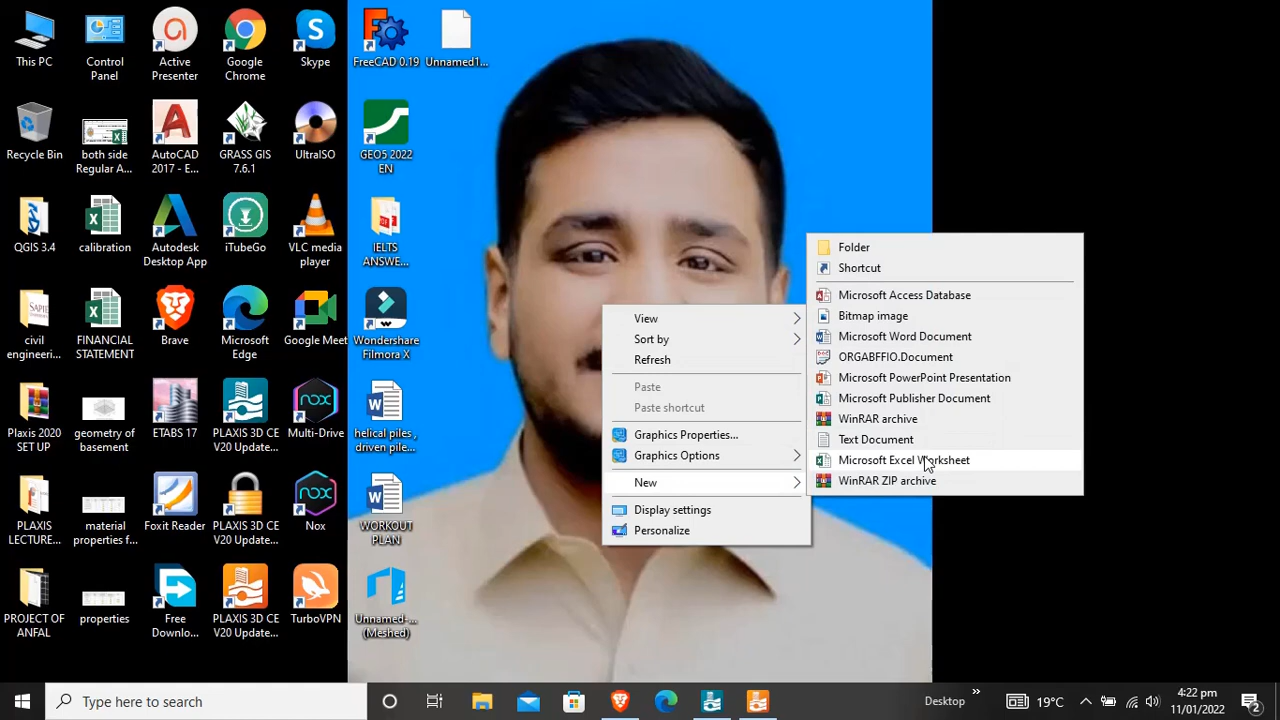 This PC
Control
Panel
Active
Presenter
Google
Chrome
Skype
FreeCAD 0.19
Unnamed1...
Recycle Bin
both side
Regular A...
AutoCAD
2017 - E...
GRASS GIS
7.6.1
UltraISO
GEO5 2022
EN
QGIS 3.4
calibration
Autodesk
Desktop App
iTubeGo
VLC media
player
IELTS
ANSWE...
civil
engineeri...
FINANCIAL
STATEMENT
Brave
Microsoft
Edge
Google Meet
Wondershare
Filmora X
Plaxis 2020
SET UP
geometry of
basement
ETABS 17
PLAXIS 3D CE
V20 Update...
Multi-Drive
helical piles ,
driven pile...
PLAXIS
LECTURE...
material
properties f...
Foxit Reader
PLAXIS 3D CE
V20 Update...
Nox
WORKOUT
PLAN
PROJECT OF
ANFAL
properties
Free
Downlo...
PLAXIS 3D CE
V20 Update...
TurboVPN
Unnamed-...
(Meshed)
View
Sort by
Refresh
Paste
Paste shortcut
Graphics Properties...
Graphics Options
New
Display settings
Personalize
Folder
Shortcut
Microsoft Access Database
Bitmap image
Microsoft Word Document
ORGABFFIO.Document
Microsoft PowerPoint Presentation
Microsoft Publisher Document
WinRAR archive
Text Document
Microsoft Excel Worksheet
WinRAR ZIP archive
Type here to search
Desktop
19°C
4:22 pm
11/01/2022
2